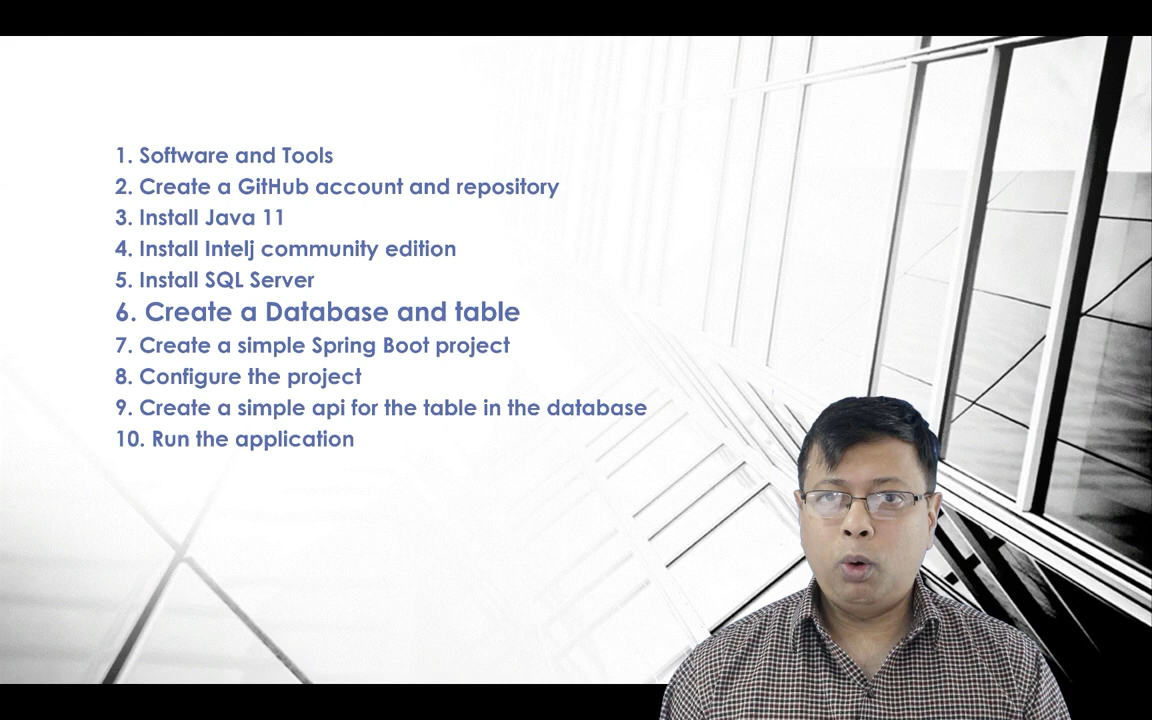 1. Software and Tools
2. Create a GitHub account and repository
3. Install Java 11
4. Install Intelj community edition
5. Install SQL Server
6. Create a Database and table
7. Create a simple Spring Boot project
8. Configure the project
9. Create a simple api for the table in the database
10. Run the application